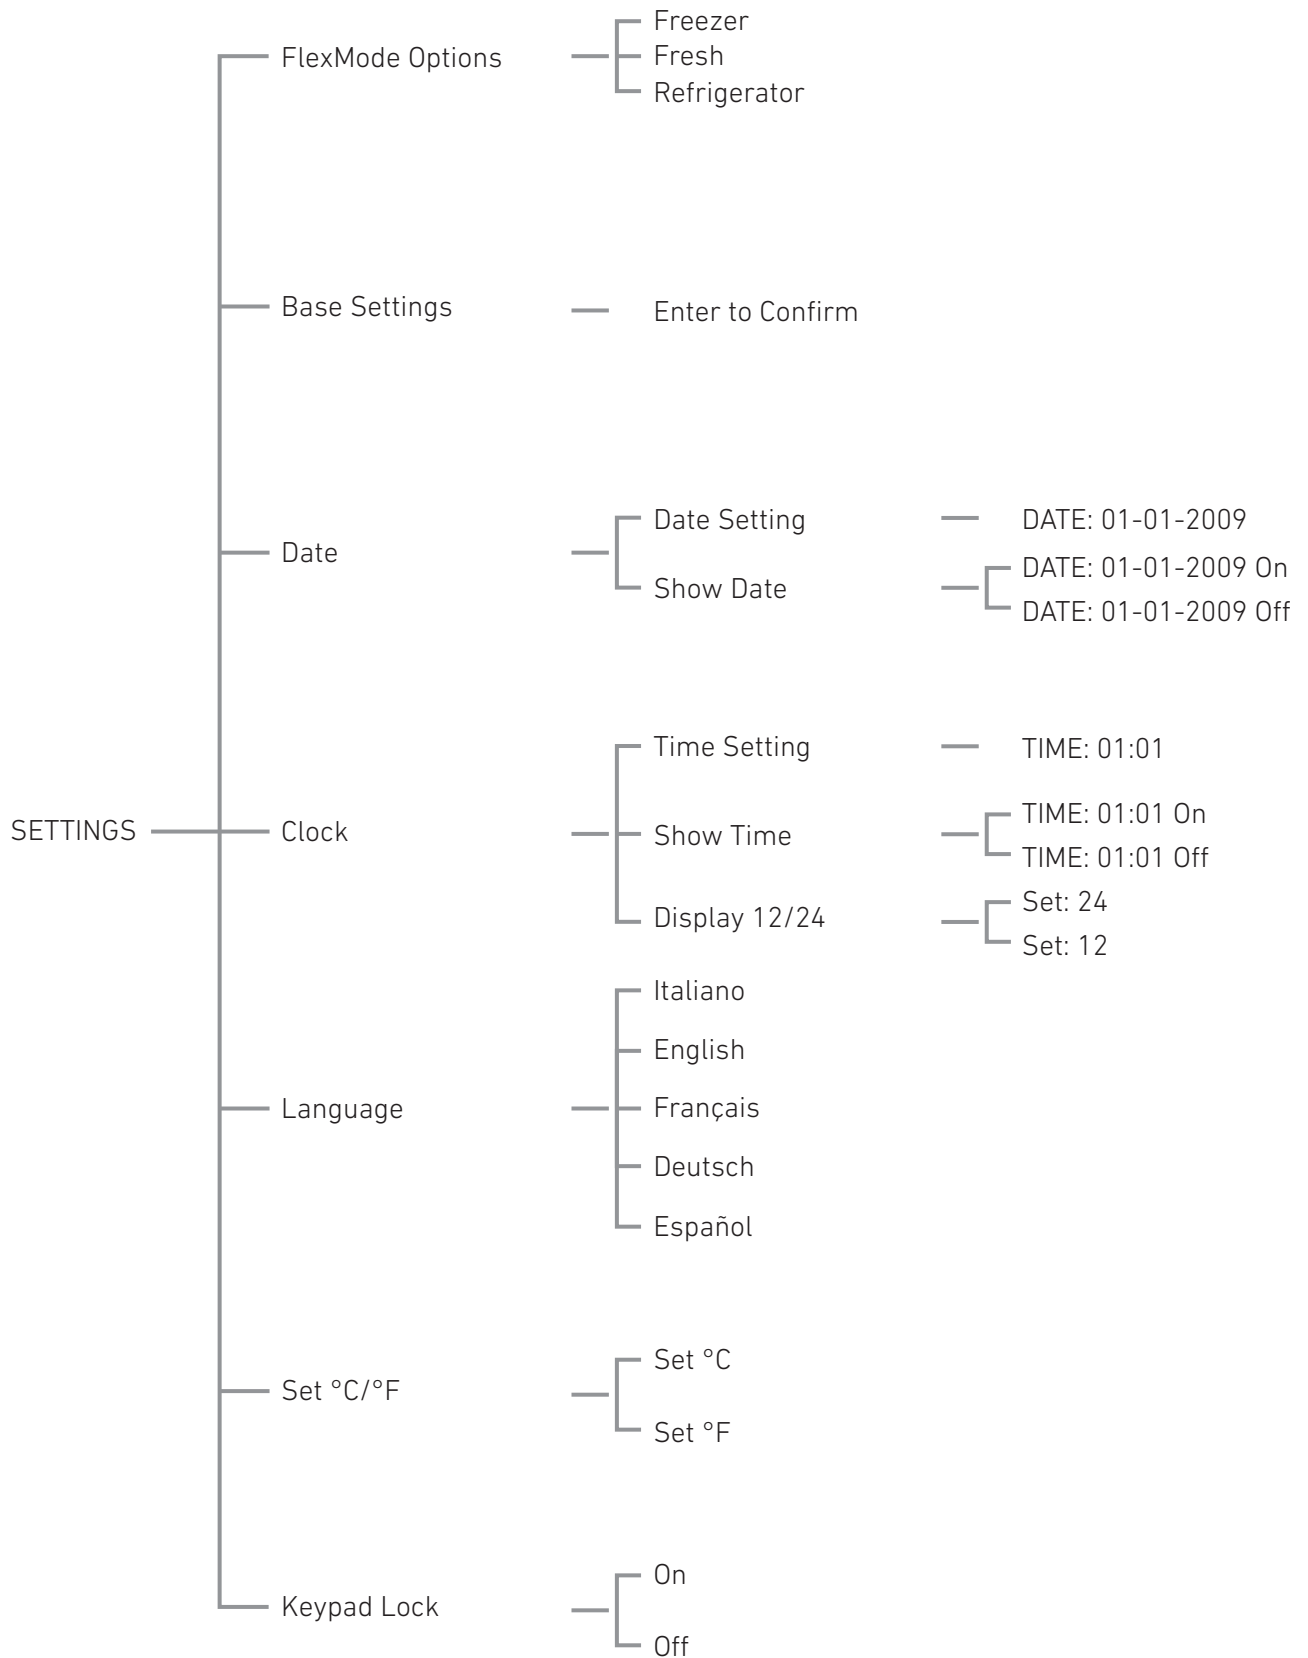 FlexMode Options
Freezer
Fresh
Refrigerator
Base Settings
Enter to Confirm
Date
Date Setting
DATE: 01-01-2009
Show Date
DATE: 01-01-2009 On
DATE: 01-01-2009 Off
SETTINGS
Clock
Time Setting
TIME: 01:01
Show Time
TIME: 01:01 On
TIME: 01:01 Off
Display 12/24
Set: 24
Set: 12
Language
Italiano
English
Français
Deutsch
Español
Set °C/°F
Set °C
Set °F
Keypad Lock
On
Off